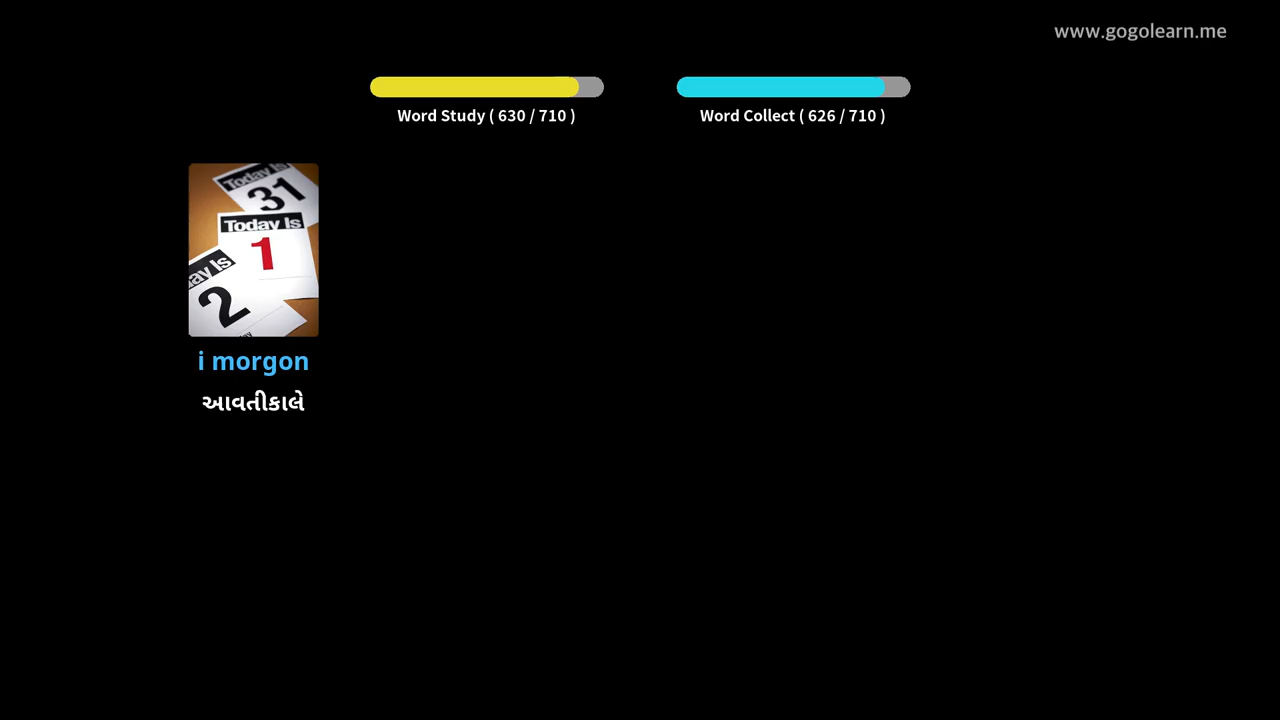 www.gogolearn.me
Word Study ( 630 / 710 )
Word Collect ( 626 / 710 )
Today Is
31
Today Is
1
ay Is
2
i morgon
આવતીકાલે